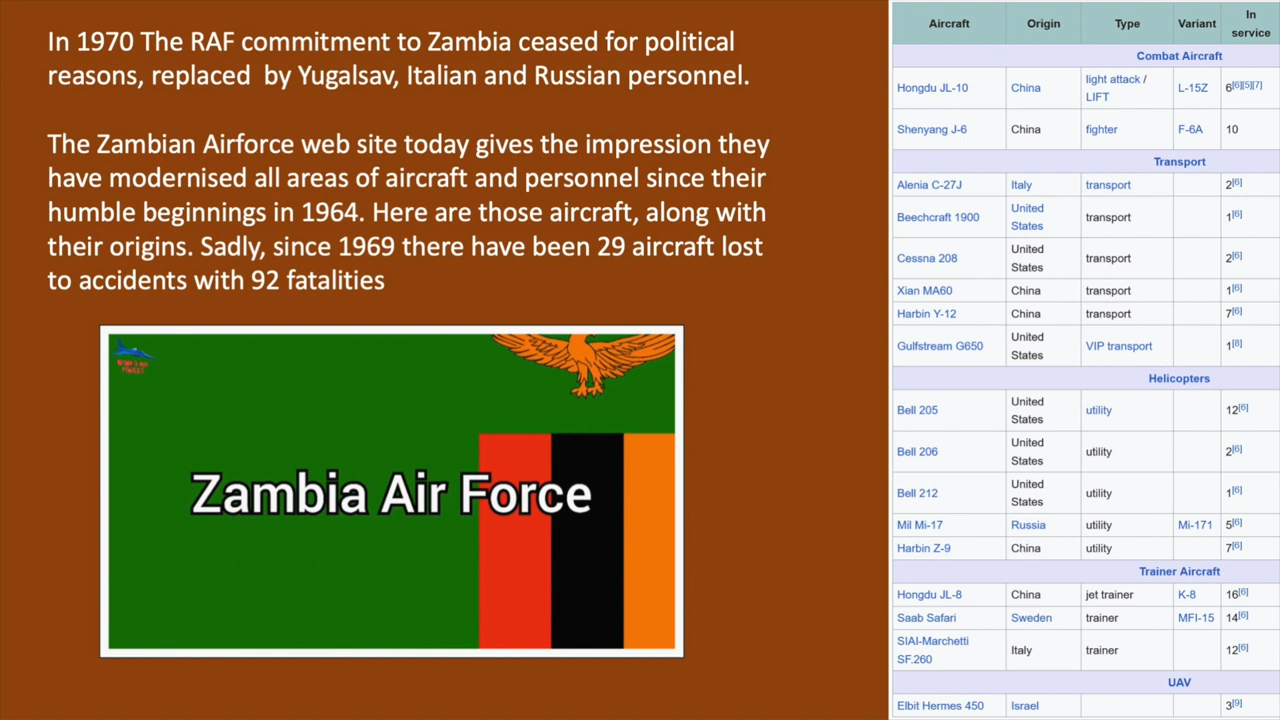 In 1970 The RAF commitment to Zambia ceased for political
reasons, replaced by Yugalsav, Italian and Russian personnel.
The Zambian Airforce web site today gives the impression they
have modernised all areas of aircraft and personnel since their
humble beginnings in 1964. Here are those aircraft, along with
their origins. Sadly, since 1969 there have been 29 aircraft lost
to accidents with 92 fatalities
Zambia Air Force
Aircraft Origin Type Variant In service
Combat Aircraft
Hongdu JL-10 China light attack / LIFT L-15Z 6[6][5][7]
Shenyang J-6 China fighter F-6A 10
Transport
Alenia C-27J Italy transport 2[6]
Beechcraft 1900 United States transport 1[6]
Cessna 208 United States transport 2[6]
Xian MA60 China transport 1[6]
Harbin Y-12 China transport 7[6]
Gulfstream G650 United States VIP transport 1[8]
Helicopters
Bell 205 United States utility 12[6]
Bell 206 United States utility 2[6]
Bell 212 United States utility 1[6]
Mil Mi-17 Russia utility Mi-171 5[6]
Harbin Z-9 China utility 7[6]
Trainer Aircraft
Hongdu JL-8 China jet trainer K-8 16[6]
Saab Safari Sweden trainer MFI-15 14[6]
SIAI-Marchetti SF.260 Italy trainer 12[6]
UAV
Elbit Hermes 450 Israel 3[9]